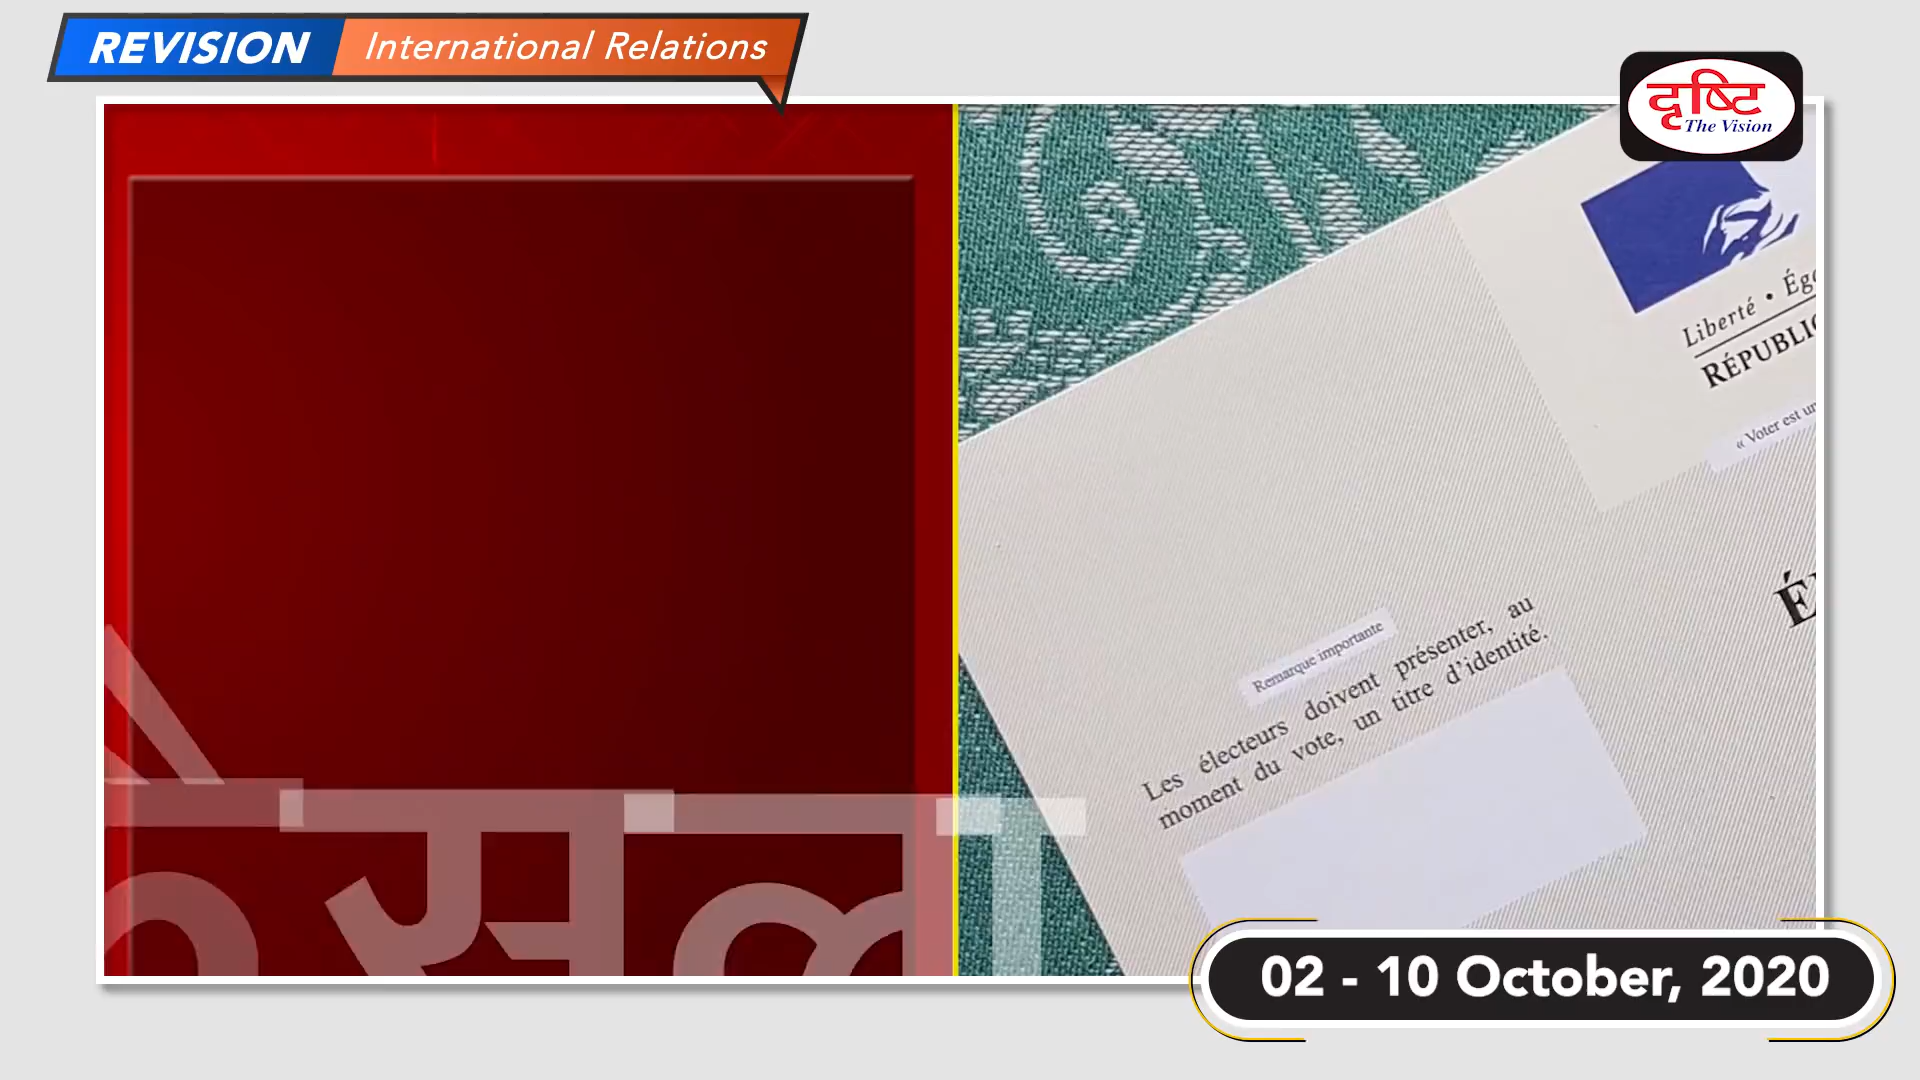 REVISION International Relations
दृष्टि
The Vision
Liberté • Ég
RÉPUBLI
« Voter est un
Remarque importante
Les électeurs doivent présenter, au
moment du vote, un titre d'identité.
02 - 10 October, 2020